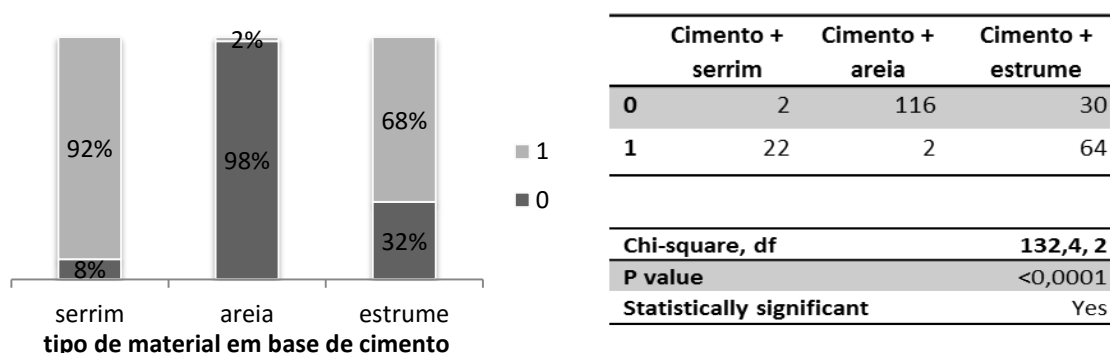 2%
92%
98%
68%
8%
32%
1
0
serrim areia estrume
tipo de material em base de cimento
Cimento + Cimento + Cimento +
serrim areia estrume
0 2 116 30
1 22 2 64
Chi-square, df 132,4, 2
P value <0,0001
Statistically significant Yes